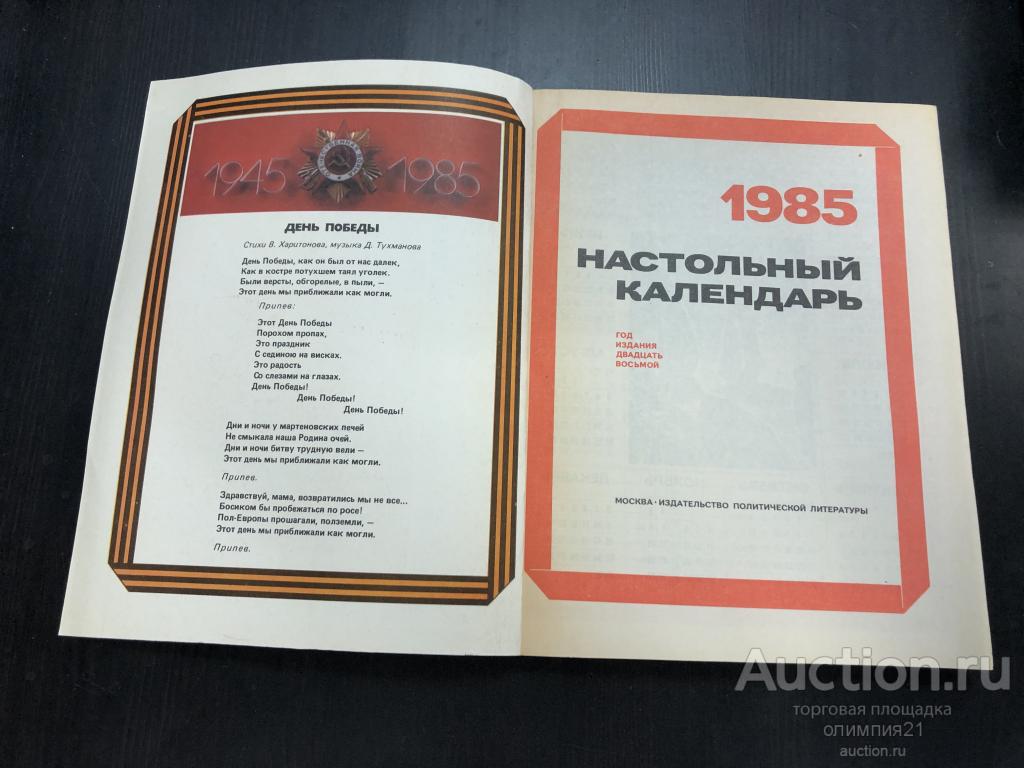 1945 1985
ДЕНЬ ПОБЕДЫ
Стихи В. Харитонова, музыка Д. Тухманова
День Победы, как он был от нас далек,
Как в костре потухшем таял уголек.
Были версты, обгорелые, в пыли, —
Этот день мы приближали как могли.
Припев:
Этот День Победы
Порохом пропах,
Это праздник
С сединою на висках.
Это радость
Со слезами на глазах.
День Победы!
День Победы!
День Победы!
Дни и ночи у мартеновских печей
Не смыкала наша Родина очей.
Дни и ночи битву трудную вели —
Этот день мы приближали как могли.
Припев.
Здравствуй, мама, возвратились мы не все...
Босиком бы пробежаться по росе!
Пол-Европы прошагали, полземли, —
Этот день мы приближали как могли.
Припев.
1985
НАСТОЛЬНЫЙ
КАЛЕНДАРЬ
ГОД
ИЗДАНИЯ
ДВАДЦАТЬ
ВОСЬМОЙ
МОСКВА · ИЗДАТЕЛЬСТВО ПОЛИТИЧЕСКОЙ ЛИТЕРАТУРЫ
Auction.ru
торговая площадка
олимпия21
auction.ru